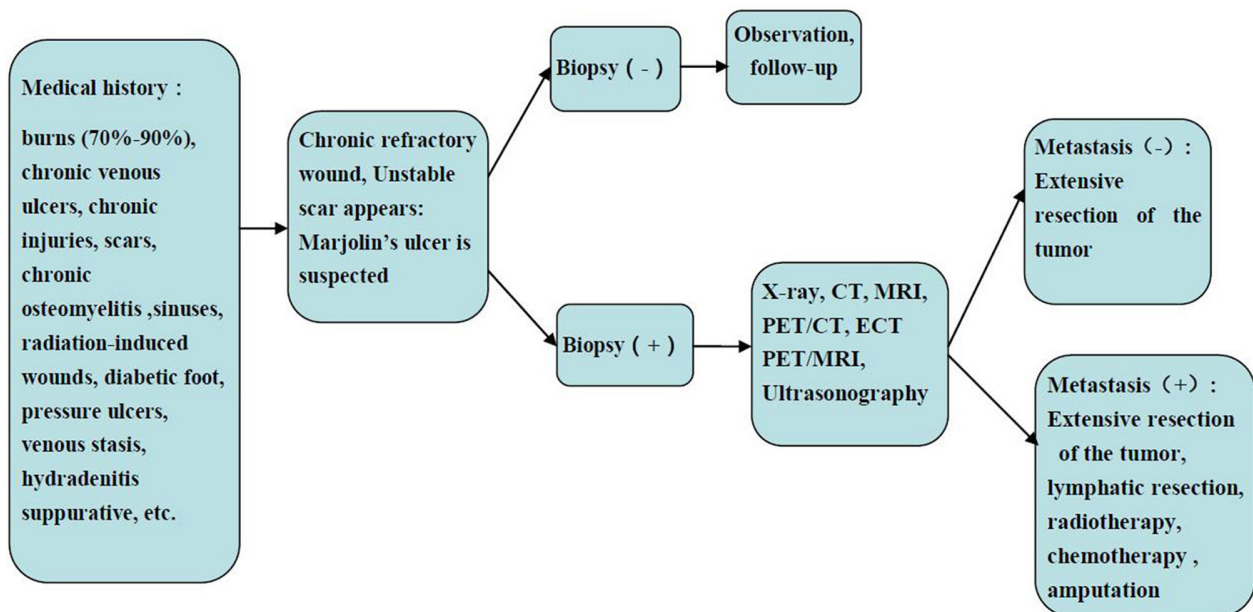 Medical history :
burns (70%-90%),
chronic venous
ulcers, chronic
injuries, scars,
chronic
osteomyelitis ,sinuses,
radiation-induced
wounds, diabetic foot,
pressure ulcers,
venous stasis,
hydradenitis
suppurative, etc.
Chronic refractory
wound, Unstable
scar appears:
Marjolin’s ulcer is
suspected
Biopsy ( - )
Observation,
follow-up
Biopsy ( + )
X-ray, CT, MRI,
PET/CT, ECT
PET/MRI,
Ultrasonography
Metastasis（-）:
Extensive
resection of the
tumor
Metastasis（+）:
Extensive resection
of the tumor,
lymphatic resection,
radiotherapy,
chemotherapy ,
amputation